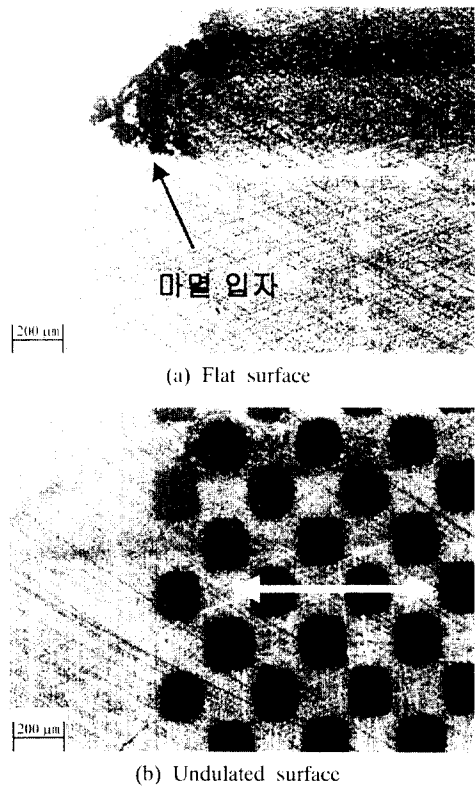 마멸 입자
200 μm
(a) Flat surface
200 μm
(b) Undulated surface